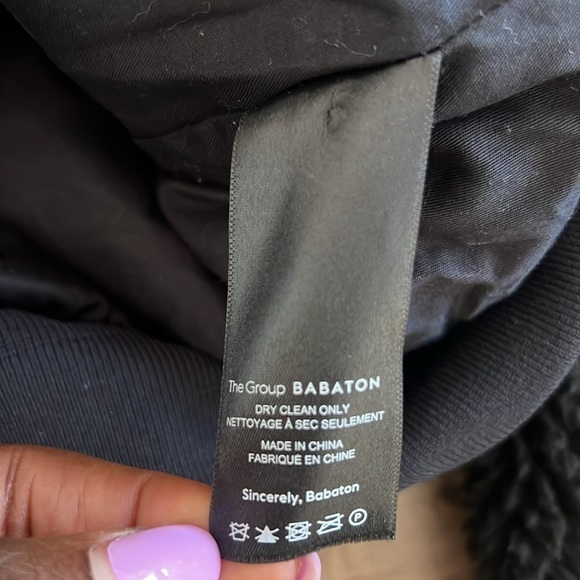 The Group BABATON
DRY CLEAN ONLY
NETTOYAGE À SEC SEULEMENT
MADE IN CHINA
FABRIQUÉ EN CHINE
Sincerely, Babaton
P